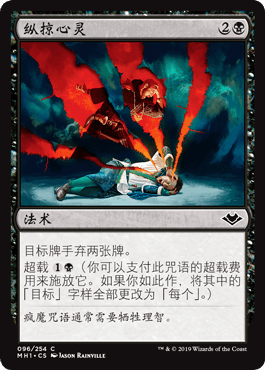 纵掠心灵 2
法术
目标牌手弃两张牌。
超载 1（你可以支付此咒语的超载费
用来施放它。如果你如此作，将其中的
「目标」字样全部更改为「每个」。）
疯魔咒语通常需要牺牲理智。
096/254 C
MH1 • CS JASON RAINVILLE
™ & © 2019 Wizards of the Coast